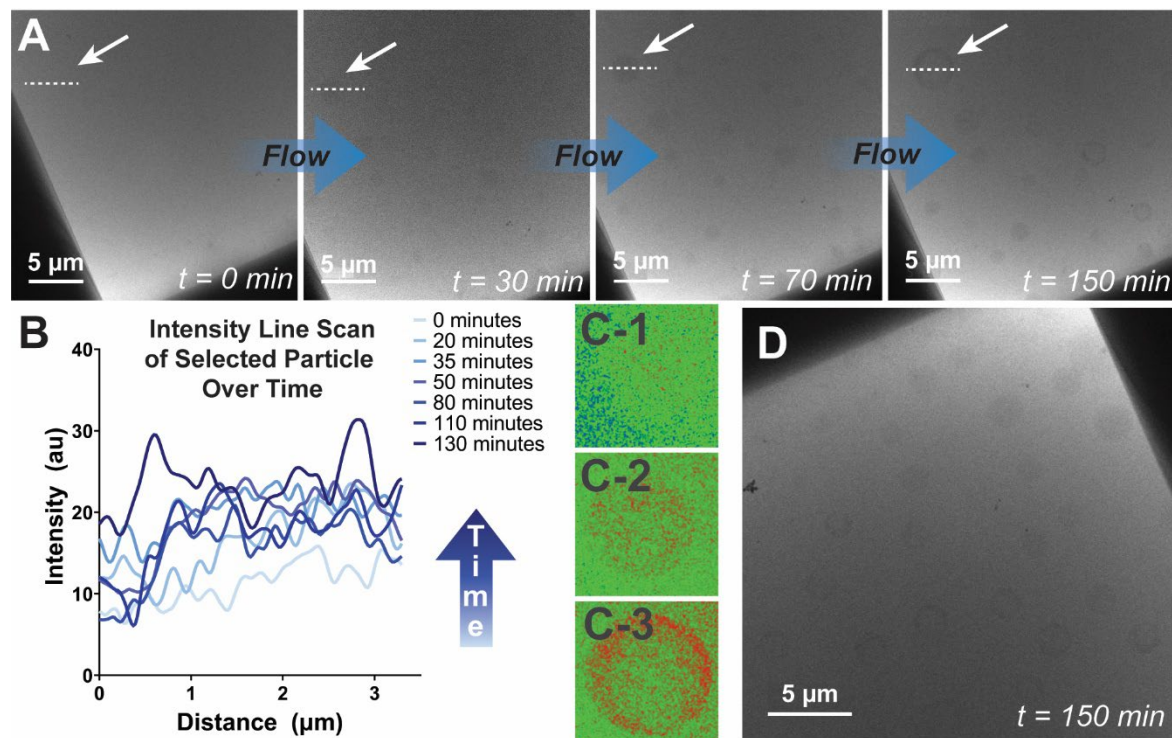 A
Flow
Flow
Flow
5 µm
t = 0 min
5 µm
t = 30 min
5 µm
t = 70 min
5 µm
t = 150 min
B
Intensity Line Scan
of Selected Particle
Over Time
0 minutes
20 minutes
35 minutes
50 minutes
80 minutes
110 minutes
130 minutes
Intensity (au)
40
30
20
10
0
0
1
2
3
Distance (µm)
Time
C-1
C-2
C-3
D
5 µm
t = 150 min